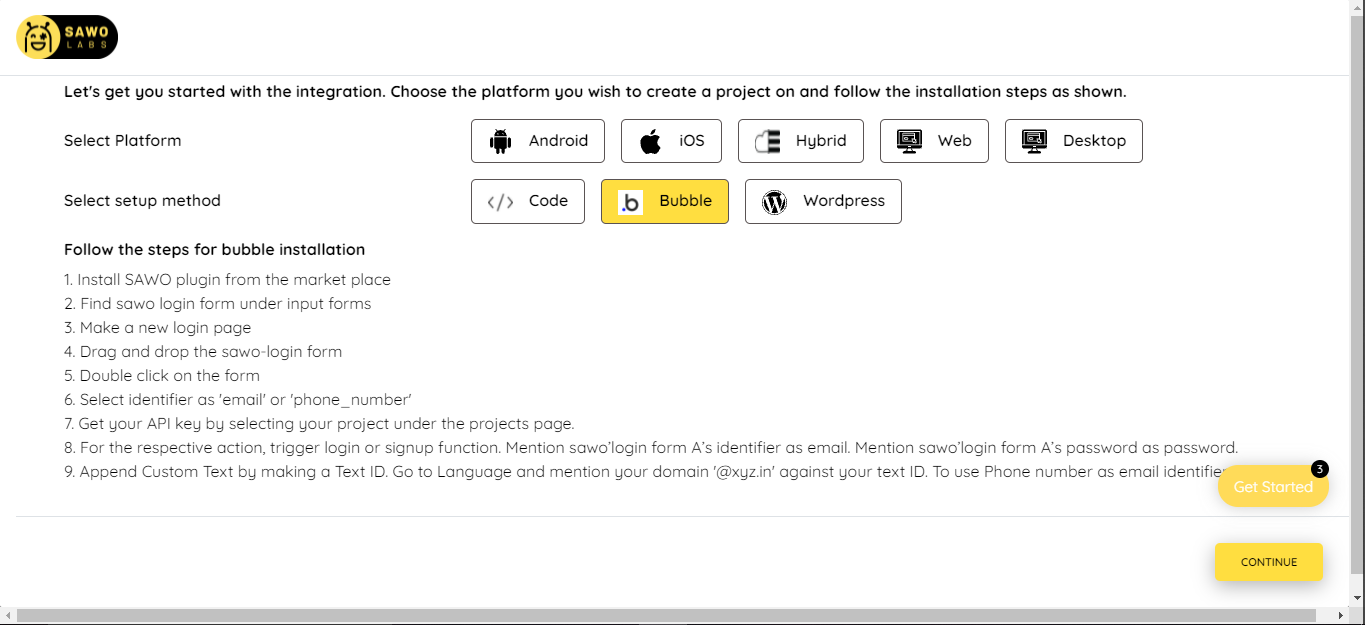 SAWO
LABS
Let's get you started with the integration. Choose the platform you wish to create a project on and follow the installation steps as shown.
Select Platform
Android
iOS
Hybrid
Web
Desktop
Select setup method
</> Code
.b Bubble
Wordpress
Follow the steps for bubble installation
1. Install SAWO plugin from the market place
2. Find sawo login form under input forms
3. Make a new login page
4. Drag and drop the sawo-login form
5. Double click on the form
6. Select identifier as 'email' or 'phone_number'
7. Get your API key by selecting your project under the projects page.
8. For the respective action, trigger login or signup function. Mention sawo’login form A’s identifier as email. Mention sawo’login form A’s password as password.
9. Append Custom Text by making a Text ID. Go to Language and mention your domain '@xyz.in' against your text ID. To use Phone number as email identifier
3
Get Started
CONTINUE